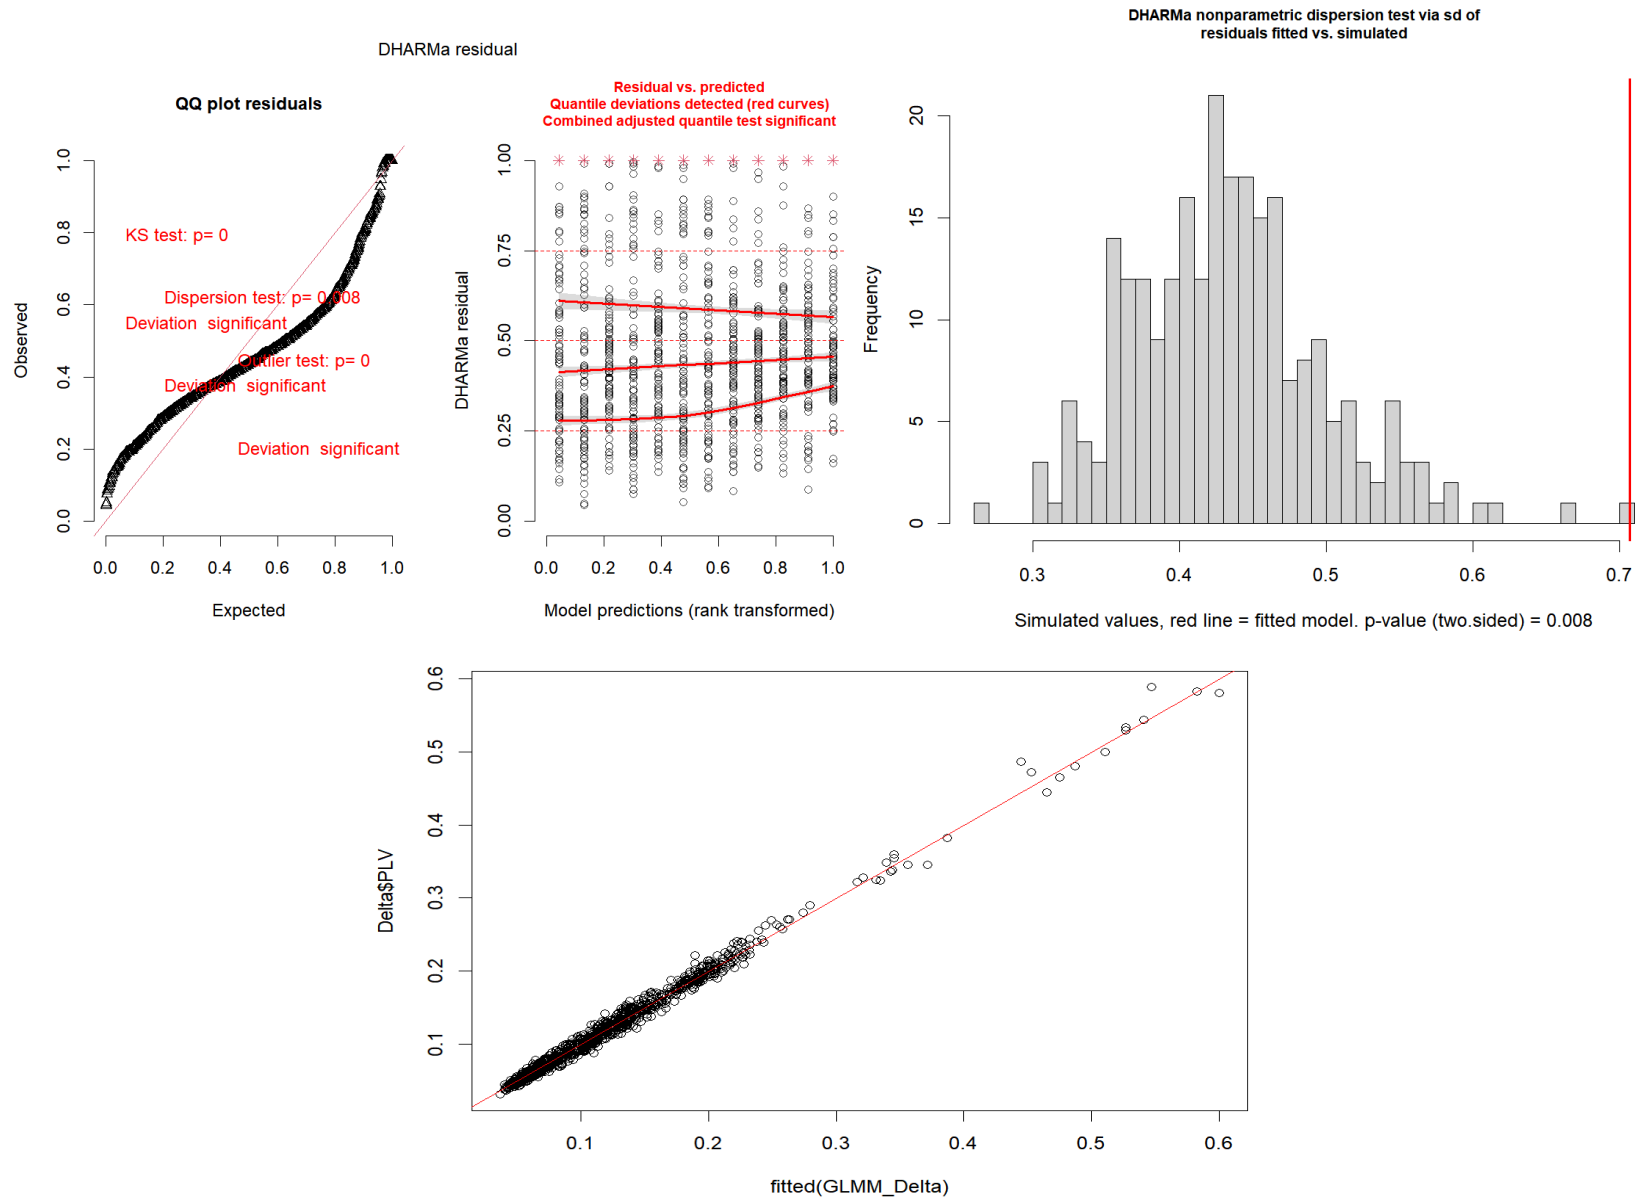 DHARMa residual
QQ plot residuals
Observed
1.0
0.8
0.6
0.4
0.2
0.0
KS test: p= 0
Dispersion test: p= 0.008
Deviation significant
Outlier test: p= 0
Deviation significant
Deviation significant
0.0 0.2 0.4 0.6 0.8 1.0
Expected
Residual vs. predicted
Quantile deviations detected (red curves)
Combined adjusted quantile test significant
DHARMa residual
1.00
0.75
0.50
0.25
0.00
0.0 0.2 0.4 0.6 0.8 1.0
Model predictions (rank transformed)
DHARMa nonparametric dispersion test via sd of
residuals fitted vs. simulated
Frequency
20
15
10
5
0
0.3 0.4 0.5 0.6 0.7
Simulated values, red line = fitted model. p-value (two.sided) = 0.008
Delta$PLV
0.6
0.5
0.4
0.3
0.2
0.1
0.1 0.2 0.3 0.4 0.5 0.6
fitted(GLMM_Delta)